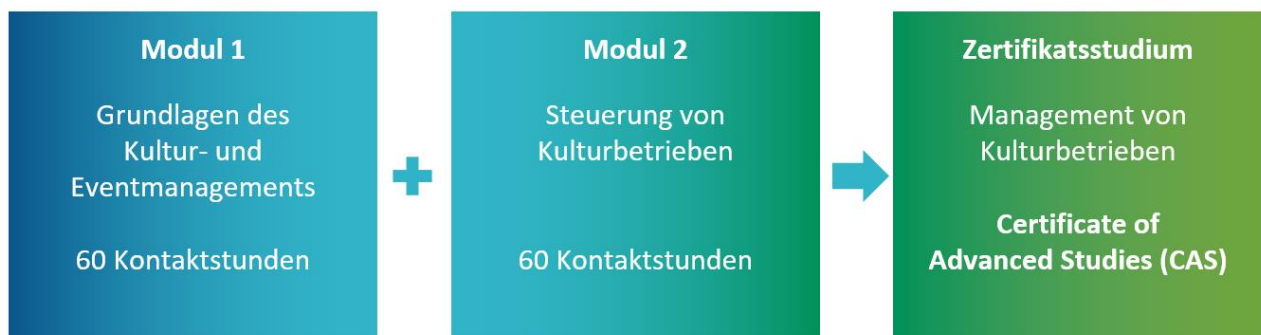 Modul 1
Grundlagen des
Kultur- und
Eventmanagements
60 Kontaktstunden
Modul 2
Steuerung von
Kulturbetrieben
60 Kontaktstunden
Zertifikatsstudium
Management von
Kulturbetrieben
Certificate of
Advanced Studies (CAS)